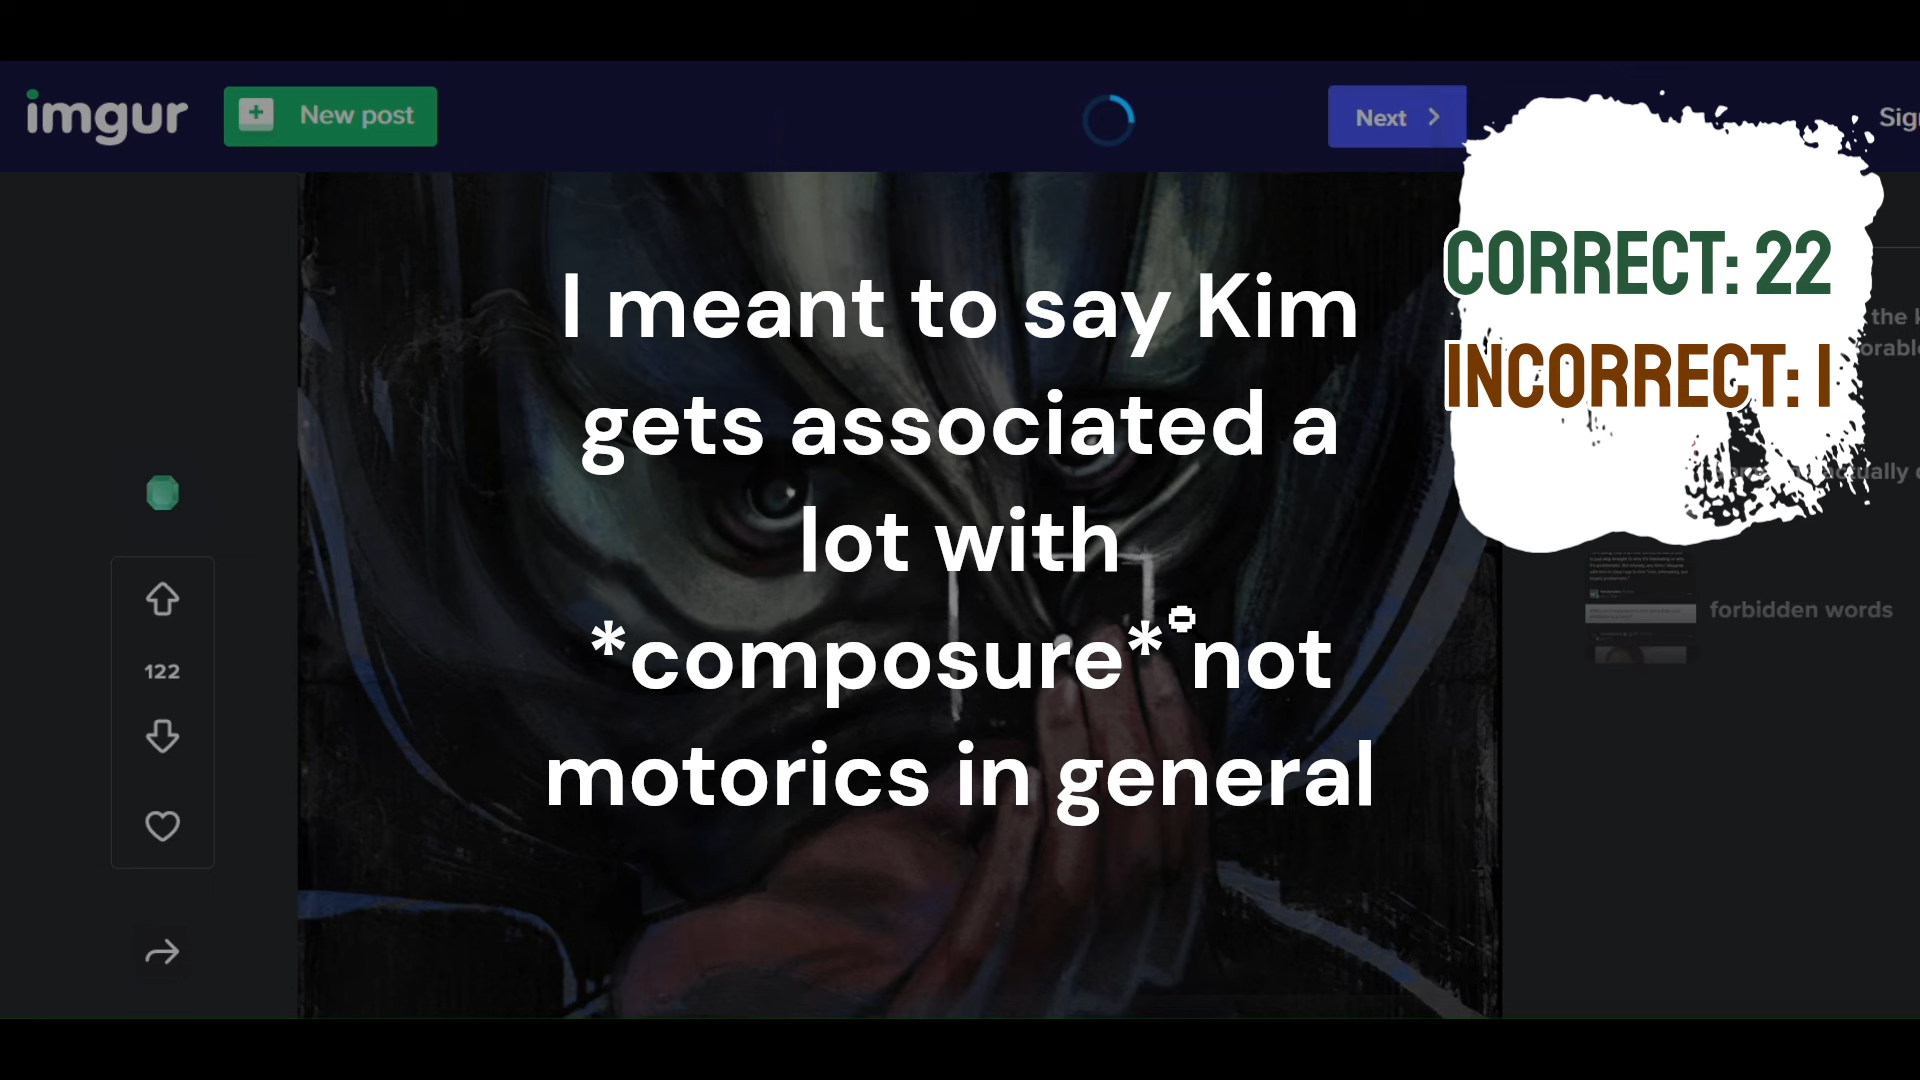 imgur
New post
Next
Sig
CORRECT: 22
INCORRECT: 1
I meant to say Kim
gets associated a
lot with
*composure* not
motorics in general
the
122
forbidden words